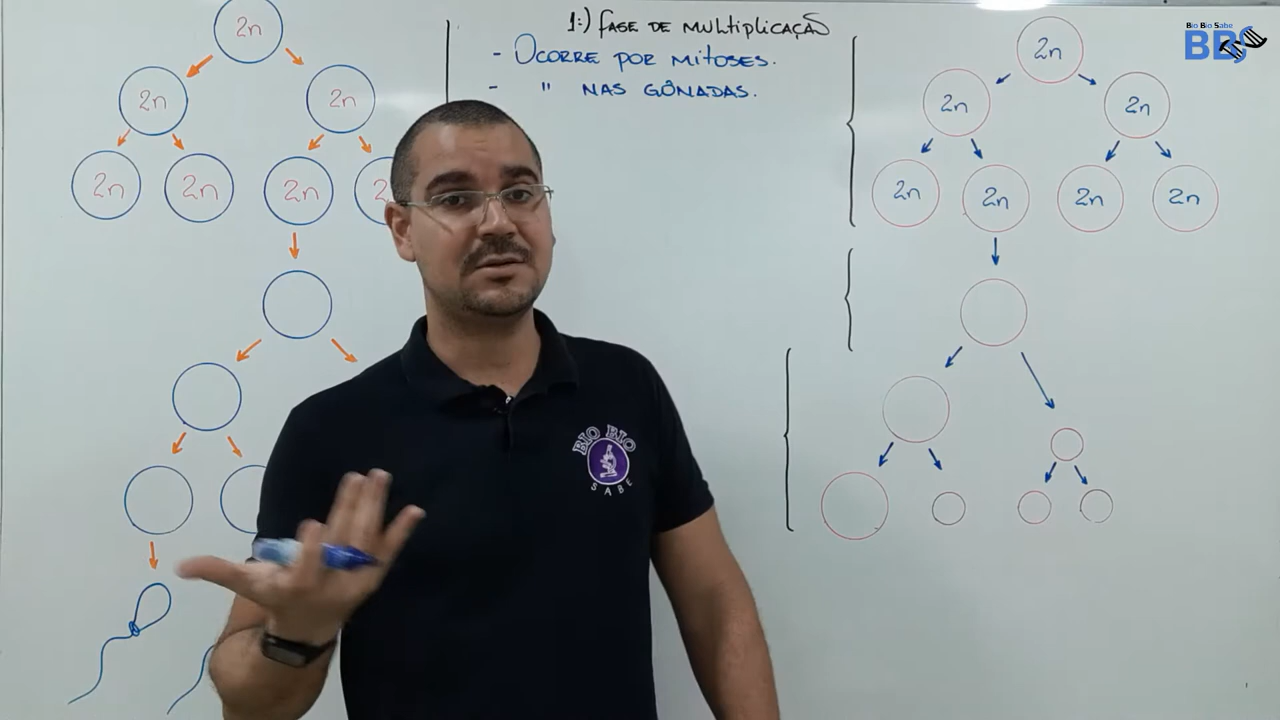 1:) FASE DE MULTIPLICAÇÃO
- OCORRE POR MITOSES.
- " NAS GÔNADAS.
2n
2n
2n
2n
2n
2n
2n
2n
2n
2n
2n
2n
2n
2n
Bio Bio Sabe
BBS
BIO BIO
SABE